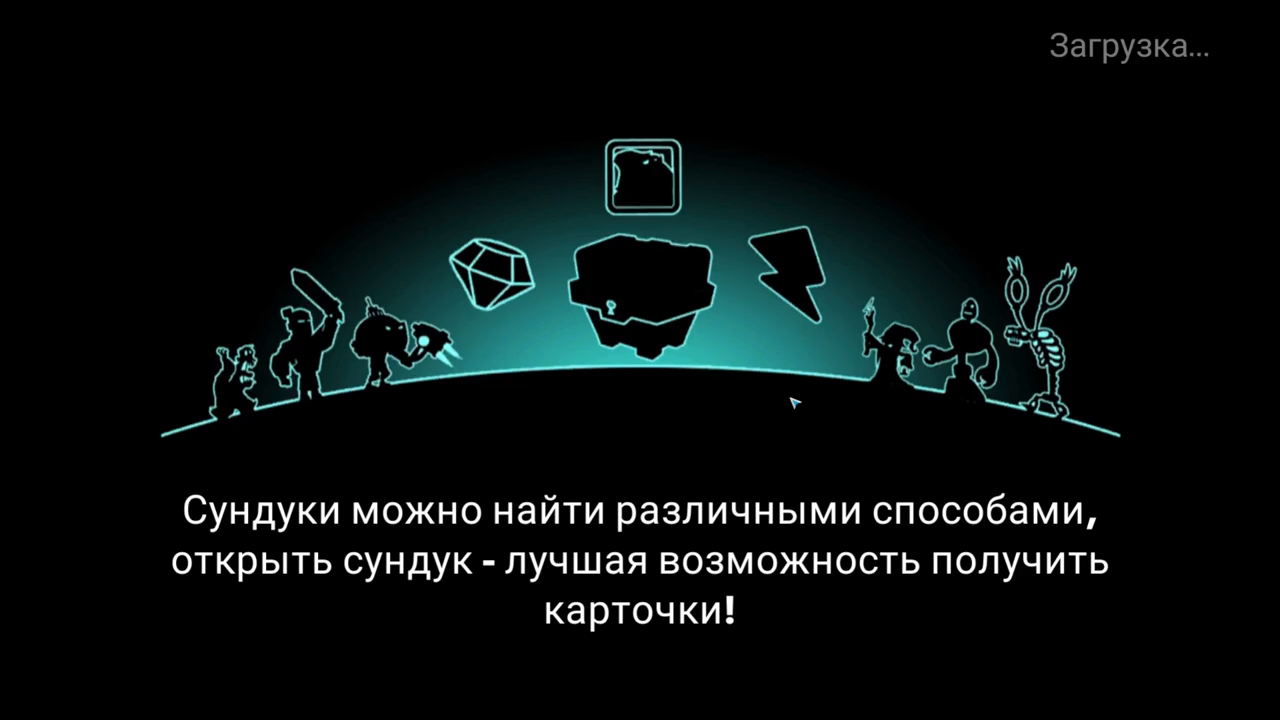 Загрузка...
Сундуки можно найти различными способами,
открыть сундук - лучшая возможность получить
карточки!